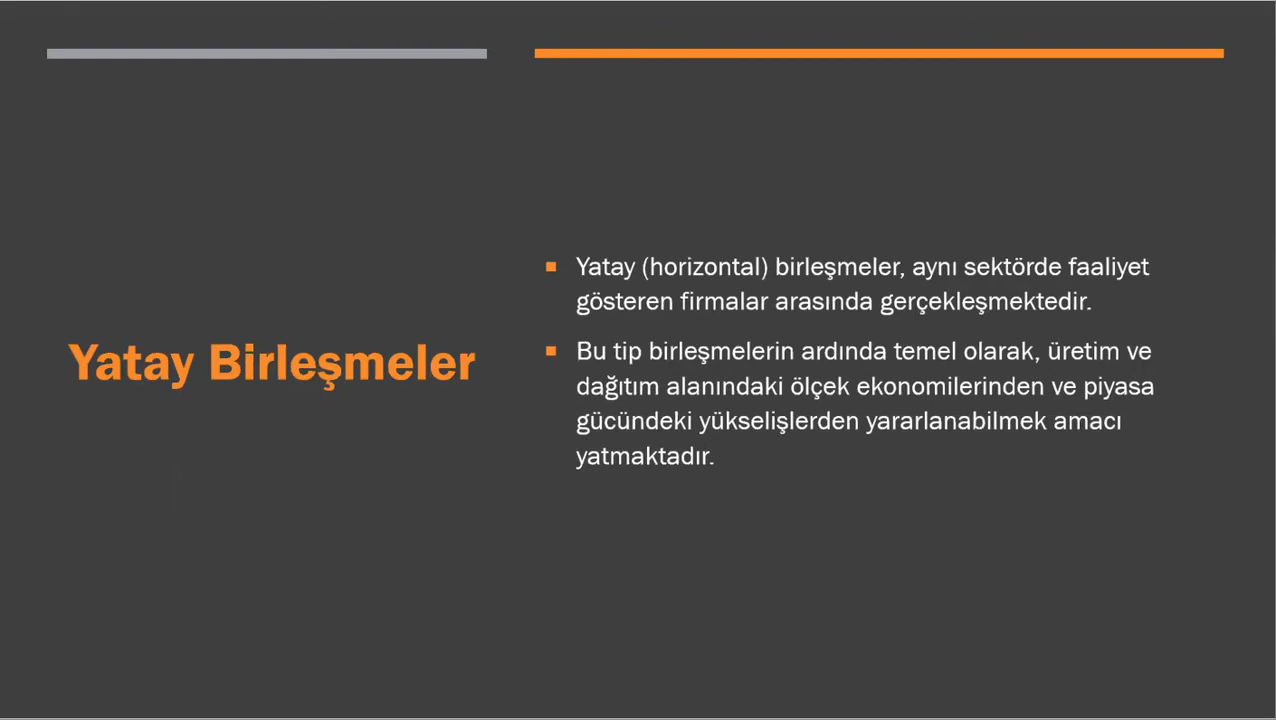 Yatay Birleşmeler
Yatay (horizontal) birleşmeler, aynı sektörde faaliyet
gösteren firmalar arasında gerçekleşmektedir.
Bu tip birleşmelerin ardında temel olarak, üretim ve
dağıtım alanındaki ölçek ekonomilerinden ve piyasa
gücündeki yükselişlerden yararlanabilmek amacı
yatmaktadır.